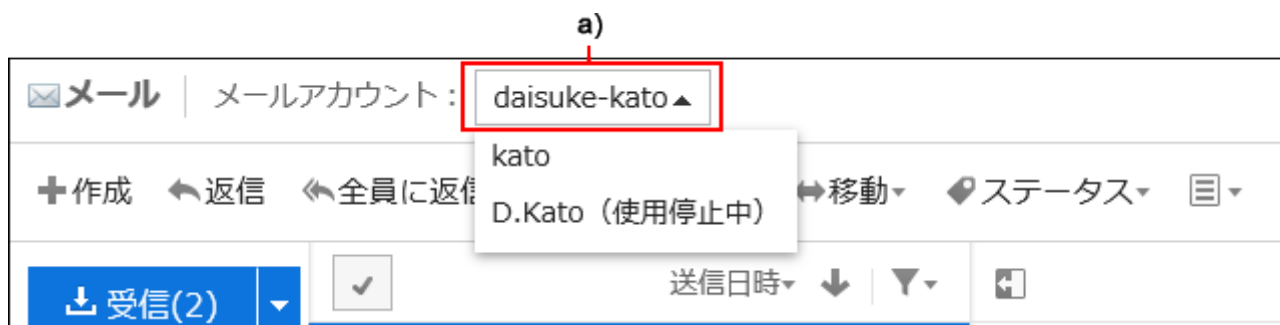 a)
メール メールアカウント： daisuke-kato
kato
D.Kato（使用停止中）
作成 返信 全員に返信 移動 ステータス
受信(2) 送信日時